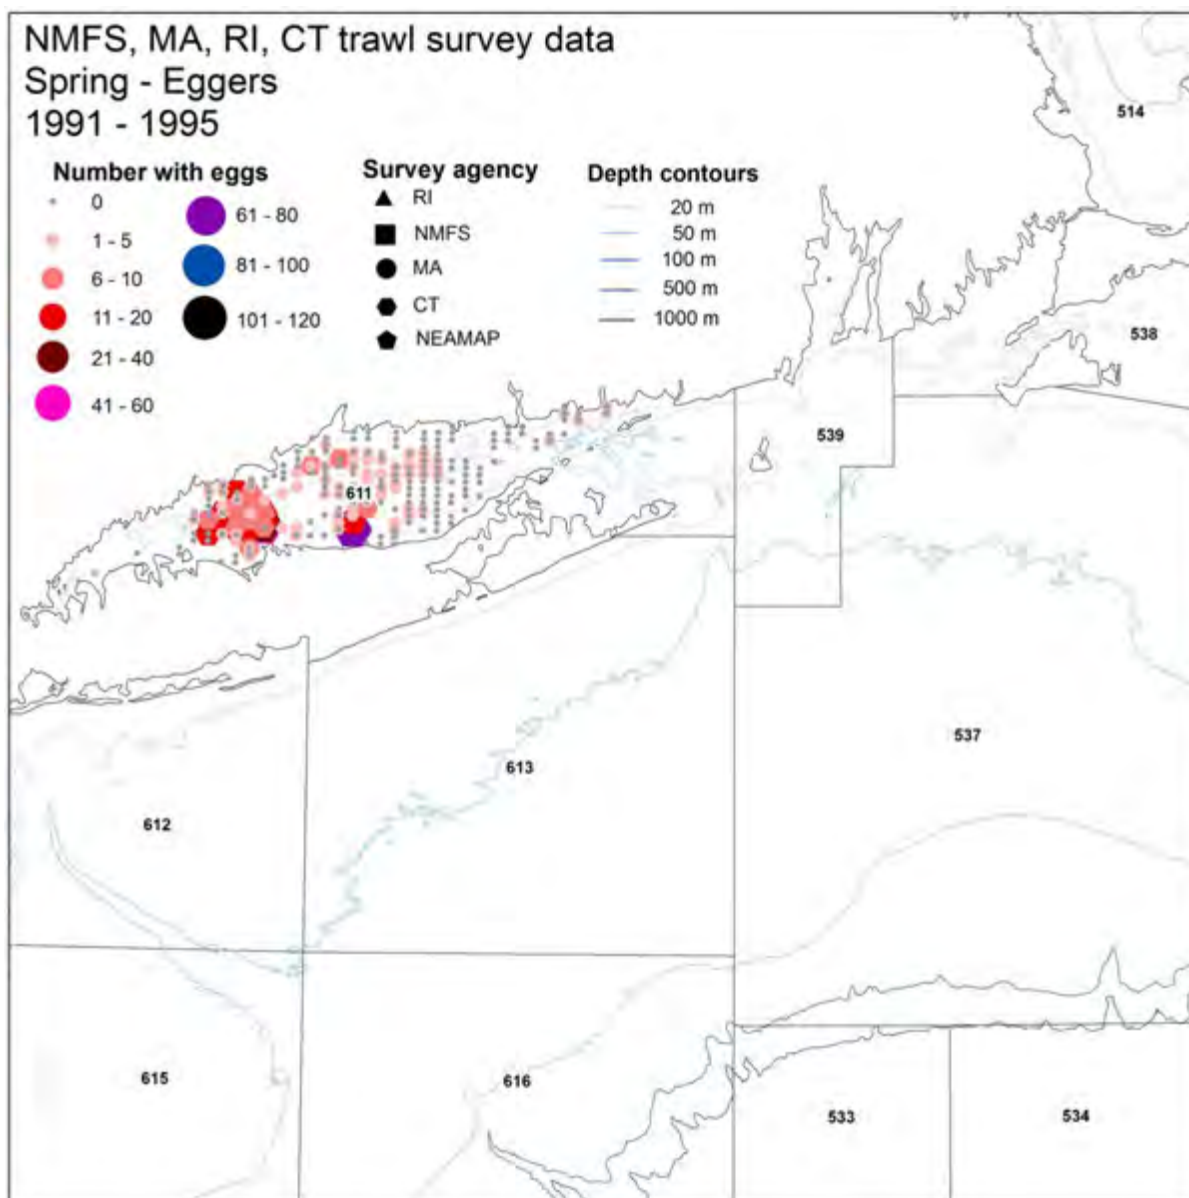 NMFS, MA, RI, CT trawl survey data
Spring - Eggers
1991 - 1995
Number with eggs
0
1 - 5
6 - 10
11 - 20
21 - 40
41 - 60
61 - 80
81 - 100
101 - 120
Survey agency
RI
NMFS
MA
CT
NEAMAP
Depth contours
20 m
50 m
100 m
500 m
1000 m
514
538
539
611
537
613
612
615
616
533
534